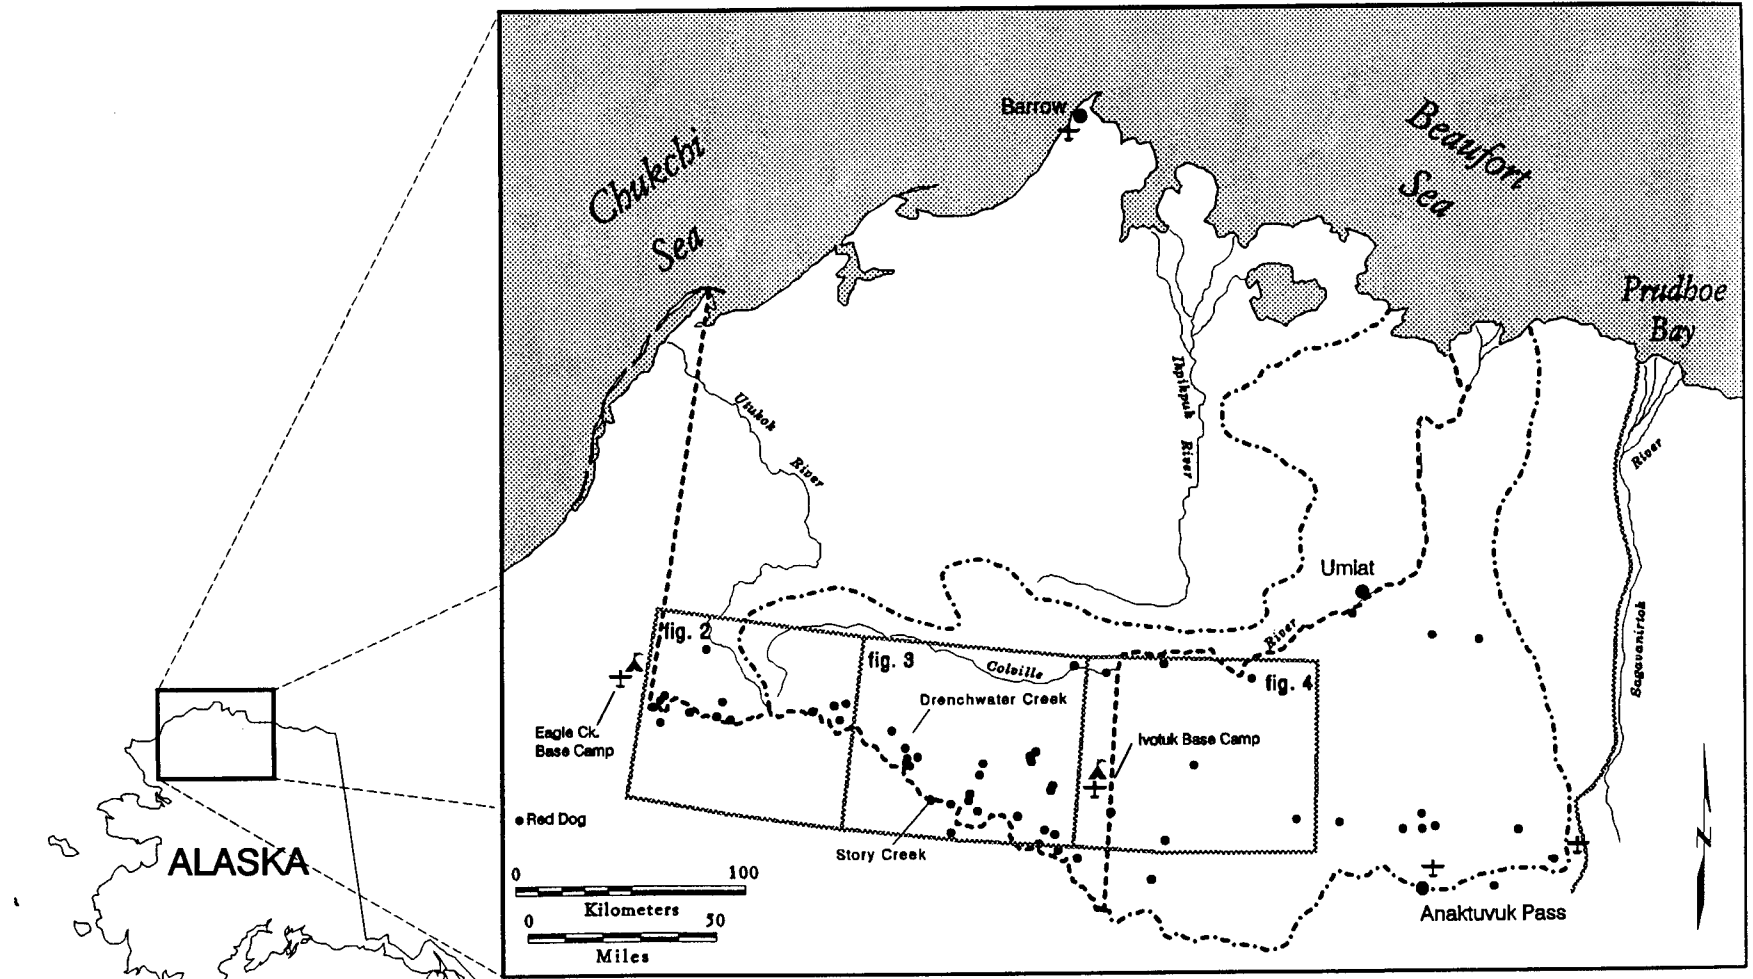 Barrow
Chukchi
Sea
Beaufort
Sea
Prudhoe
Bay
Utukok
River
Ikpikpuk
River
River
Sagavanirtok
Umiat
River
fig. 2
fig. 3
Colville
fig. 4
Drenchwater Creek
Eagle Ck.
Base Camp
Ivotuk Base Camp
Red Dog
Story Creek
ALASKA
0 100
Kilometers
0 50
Miles
Anaktuvuk Pass
N